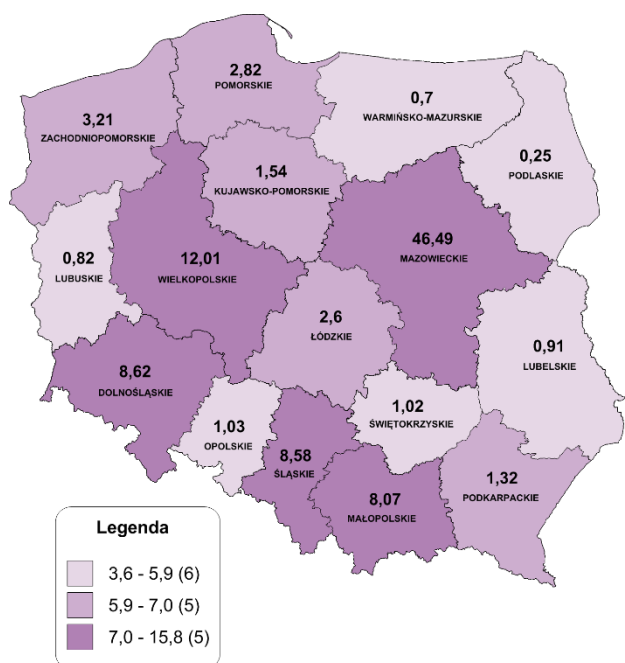 2,82
POMORSKIE
0,7
WARMIŃSKO-MAZURSKIE
3,21
ZACHODNIOPOMORSKIE
0,25
PODLASKIE
1,54
KUJAWSKO-POMORSKIE
46,49
MAZOWIECKIE
0,82
LUBUSKIE
12,01
WIELKOPOLSKIE
2,6
ŁÓDZKIE
0,91
LUBELSKIE
8,62
DOLNOŚLĄSKIE
1,03
OPOLSKIE
1,02
ŚWIĘTOKRZYSKIE
8,58
ŚLĄSKIE
8,07
MAŁOPOLSKIE
1,32
PODKARPACKIE
Legenda
3,6 - 5,9 (6)
5,9 - 7,0 (5)
7,0 - 15,8 (5)